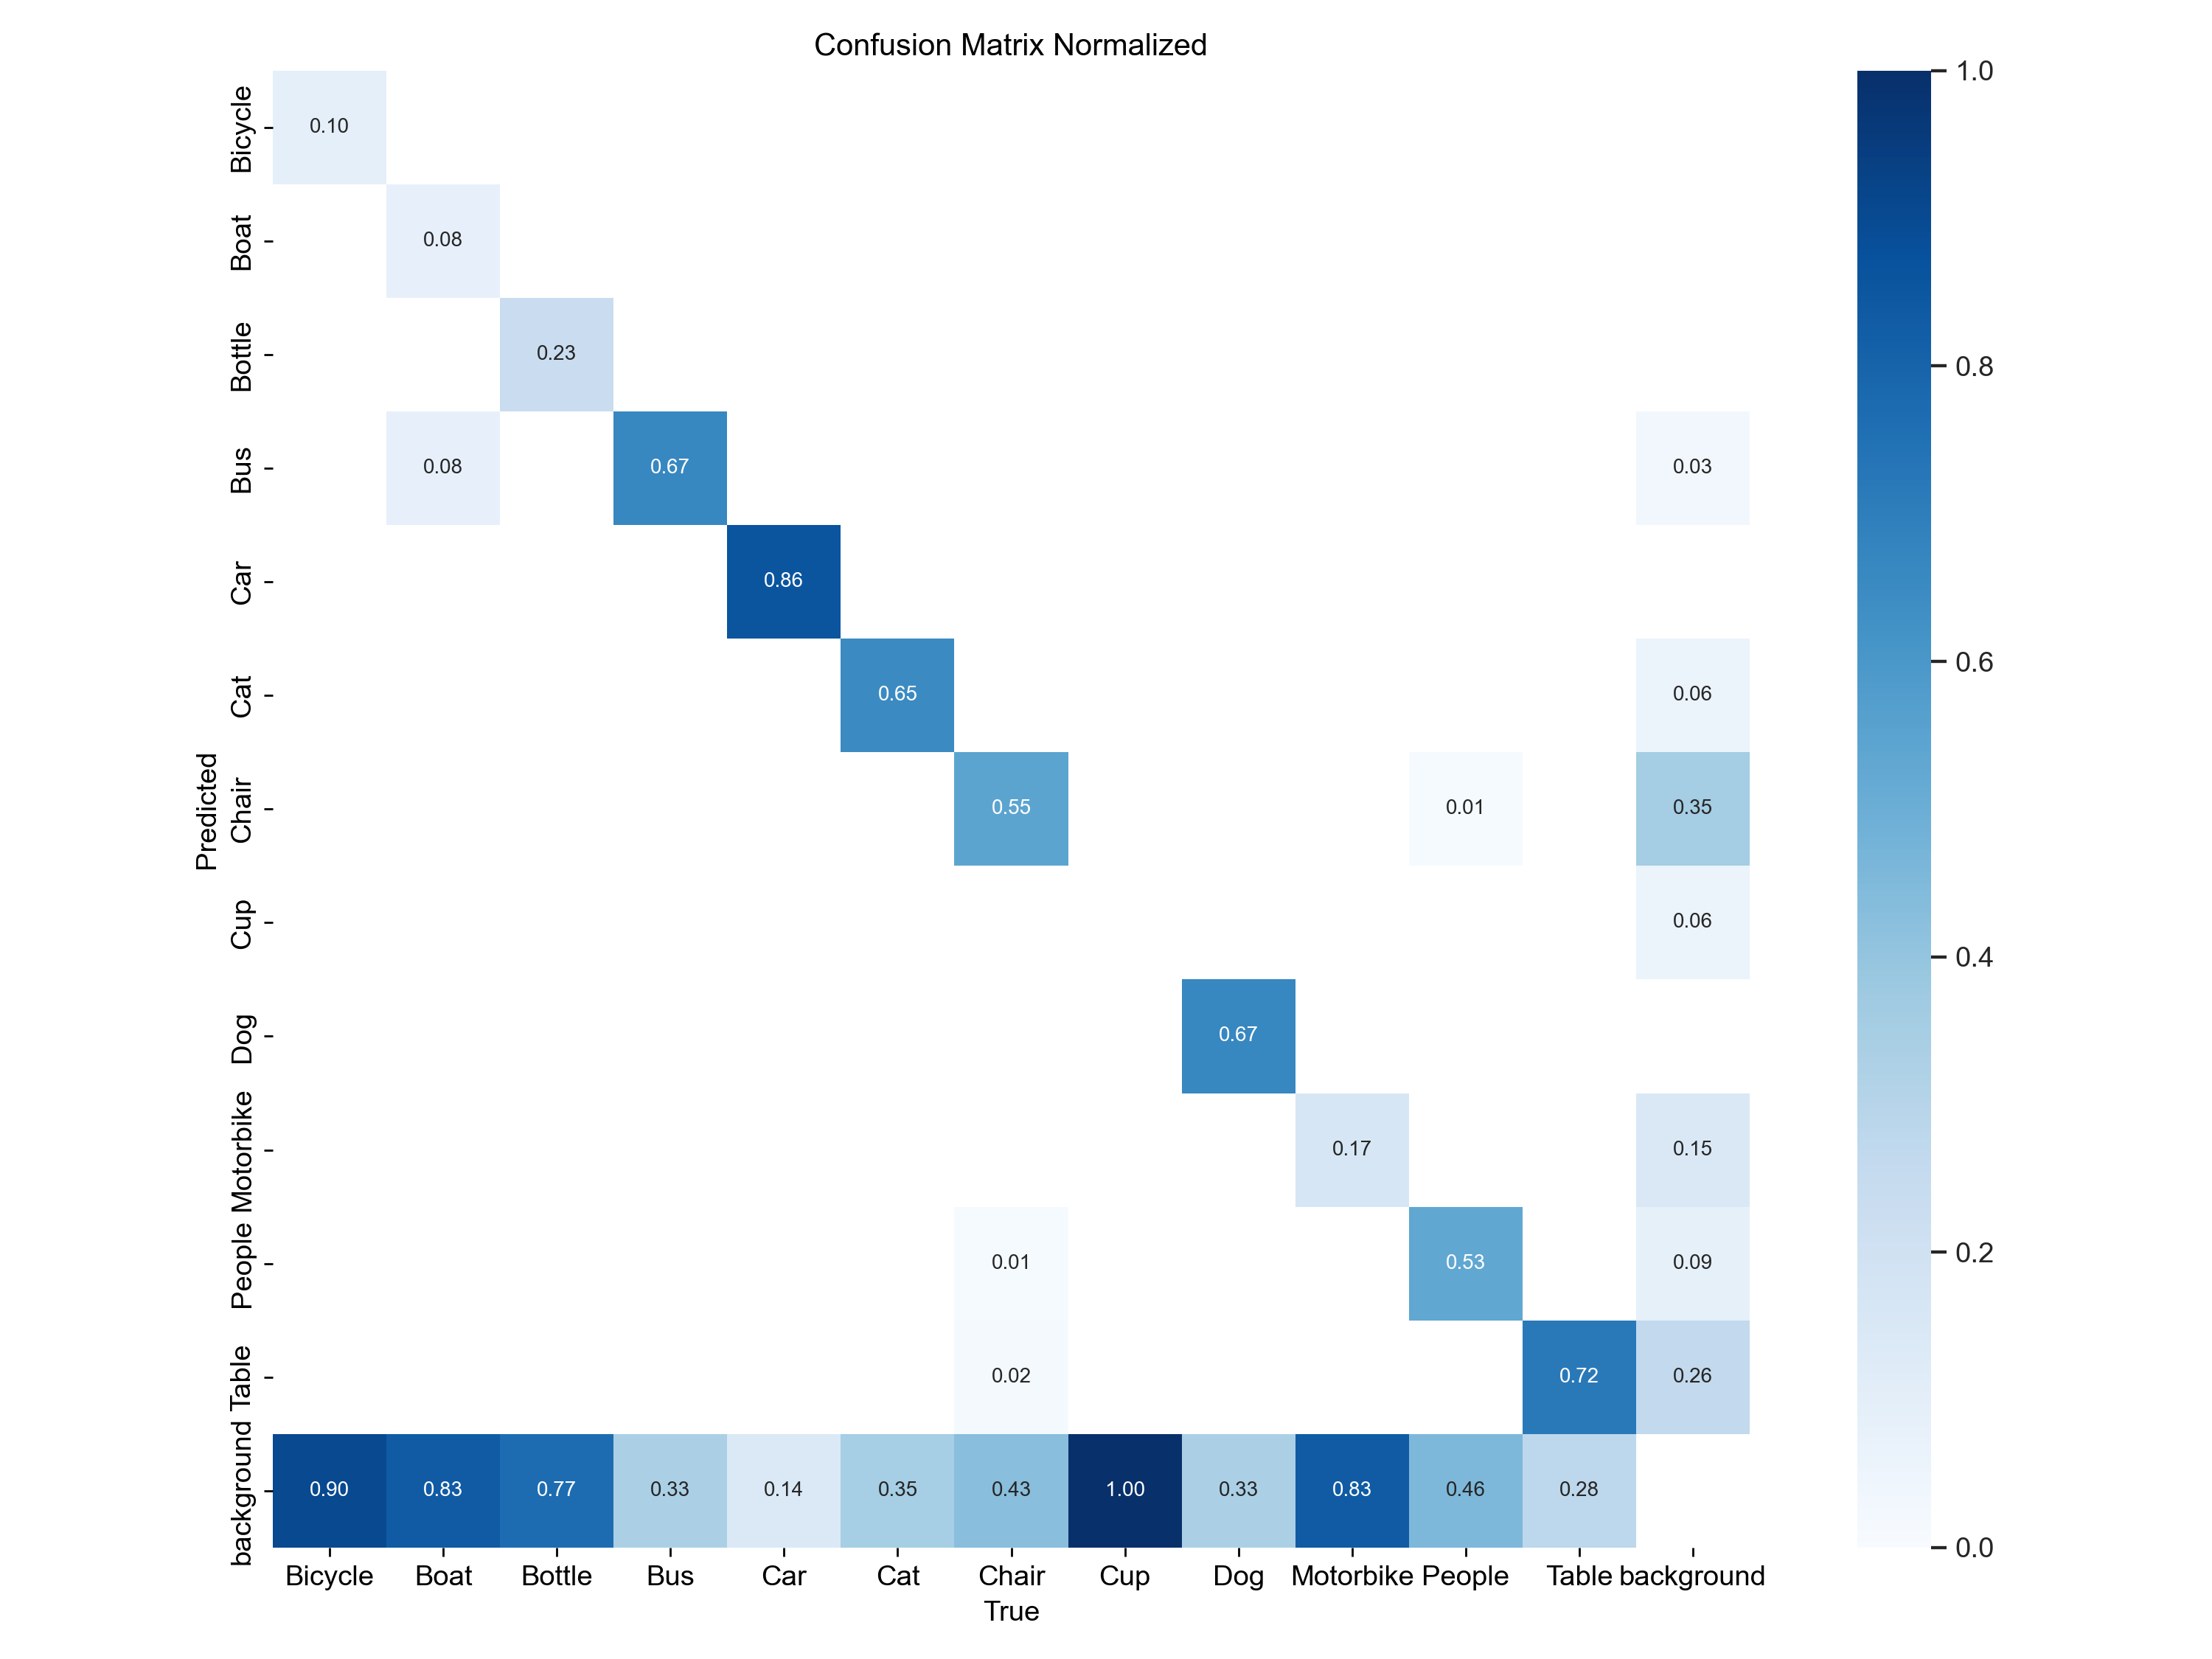 Confusion Matrix Normalized
Predicted
Bicycle 0.10
Boat 0.08
Bottle 0.23
Bus 0.08 0.67 0.03
Car 0.86
Cat 0.65 0.06
Chair 0.55 0.01 0.35
Cup 0.06
Dog 0.67
Motorbike 0.17 0.15
People 0.01 0.53 0.09
Table 0.02 0.72 0.26
background 0.90 0.83 0.77 0.33 0.14 0.35 0.43 1.00 0.33 0.83 0.46 0.28
Bicycle Boat Bottle Bus Car Cat Chair Cup Dog Motorbike People Table background
True
1.0
0.8
0.6
0.4
0.2
0.0